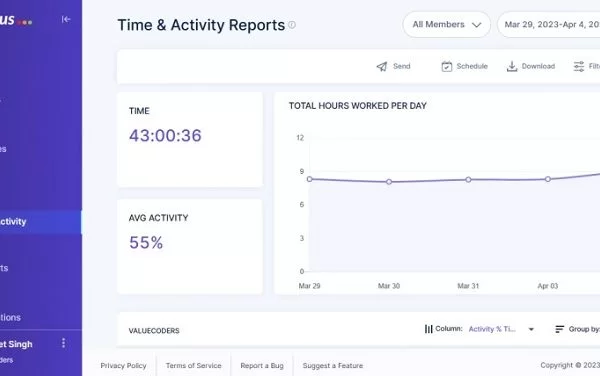 us
Time & Activity Reports
All Members
Mar 29, 2023-Apr 4, 20
Send
Schedule
Download
Filte
TIME
43:00:36
TOTAL HOURS WORKED PER DAY
12
9
6
3
0
Mar 29
Mar 30
Mar 31
Apr 03
AVG ACTIVITY
55%
es
ctivity
rts
ctions
et Singh
ders
VALUECODERS
Column: Activity % Ti...
Group by:
Privacy Policy
Terms of Service
Report a Bug
Suggest a Feature
Copyright © 2023